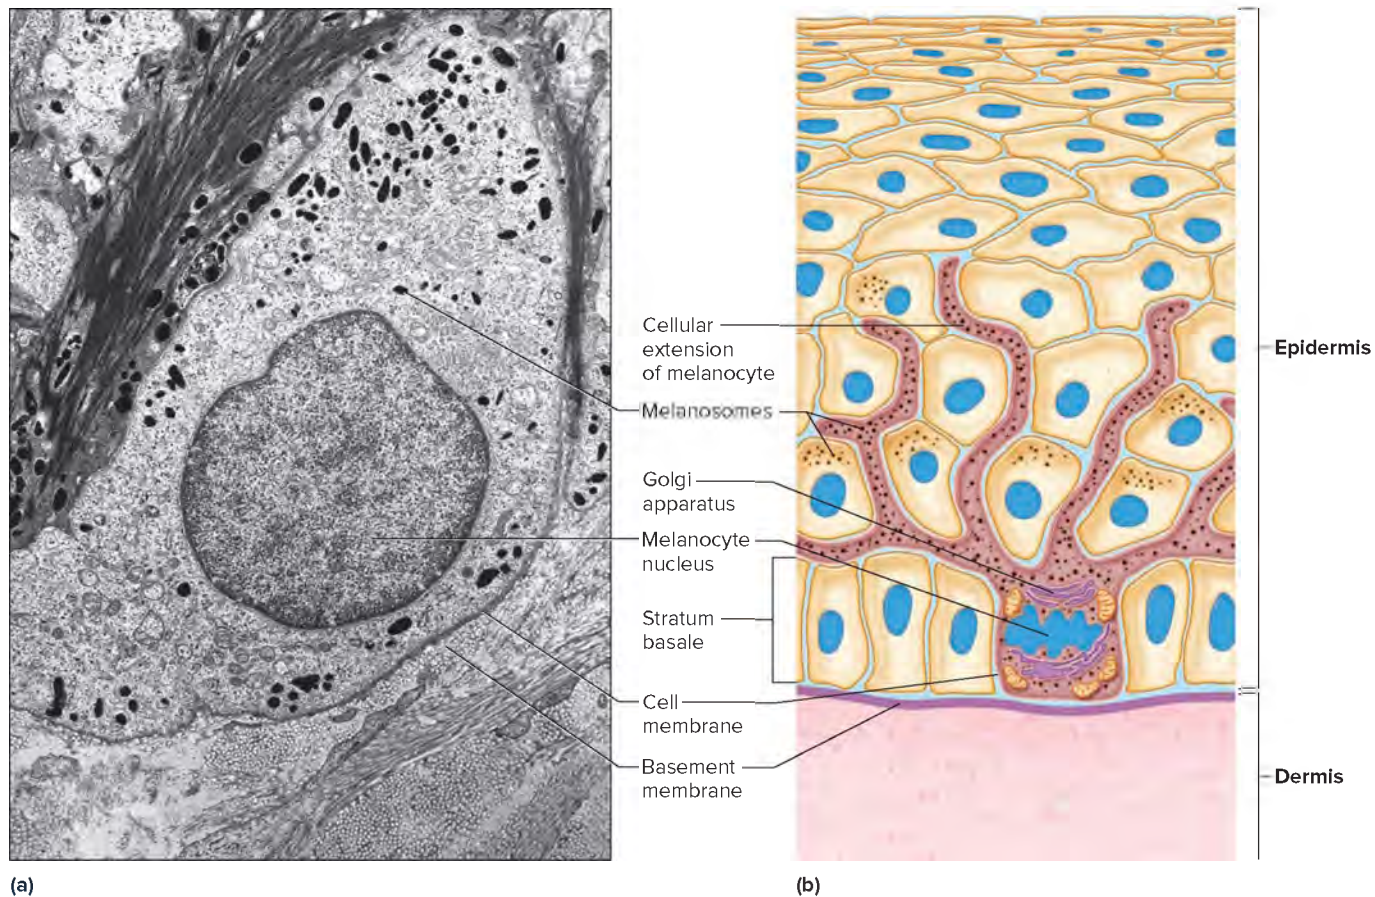 Cellular
extension
of melanocyte
Melanosomes
Golgi
apparatus
Melanocyte
nucleus
Stratum
basale
Cell
membrane
Basement
membrane
Epidermis
Dermis
(a)
(b)